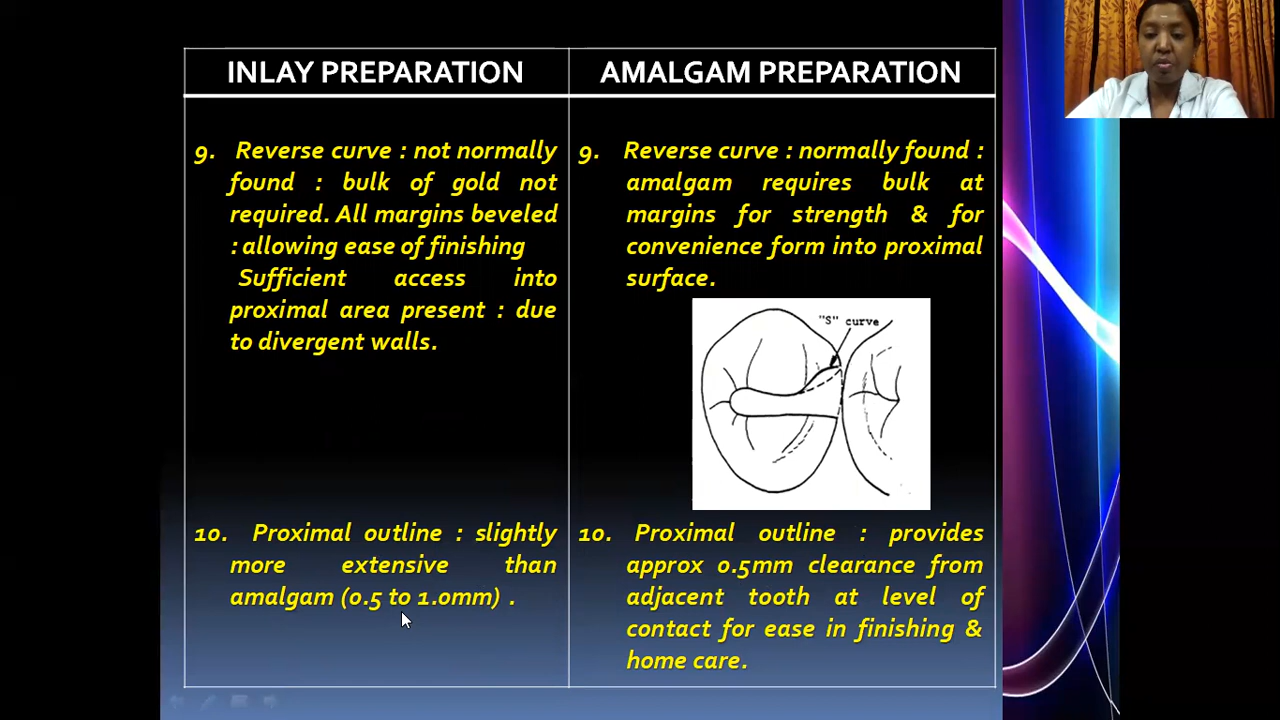 INLAY PREPARATION
AMALGAM PREPARATION
9. Reverse curve : not normally
found : bulk of gold not
required. All margins beveled
: allowing ease of finishing
Sufficient access into
proximal area present : due
to divergent walls.
9. Reverse curve : normally found :
amalgam requires bulk at
margins for strength & for
convenience form into proximal
surface.
"S" curve
10. Proximal outline : slightly
more extensive than
amalgam (0.5 to 1.0mm) .
10. Proximal outline : provides
approx 0.5mm clearance from
adjacent tooth at level of
contact for ease in finishing &
home care.